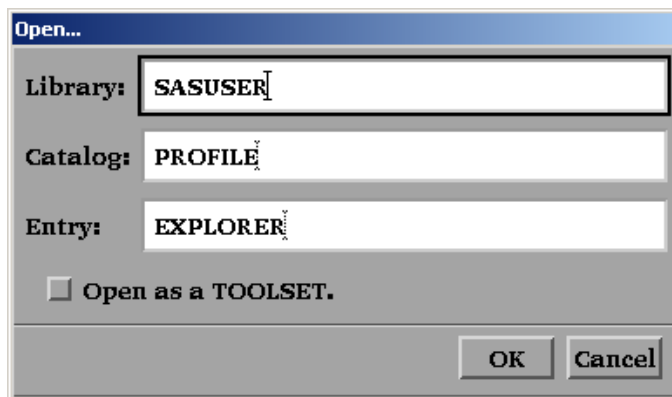 Open...
Library: SASUSER
Catalog: PROFILE
Entry: EXPLORER
Open as a TOOLSET.
OK Cancel